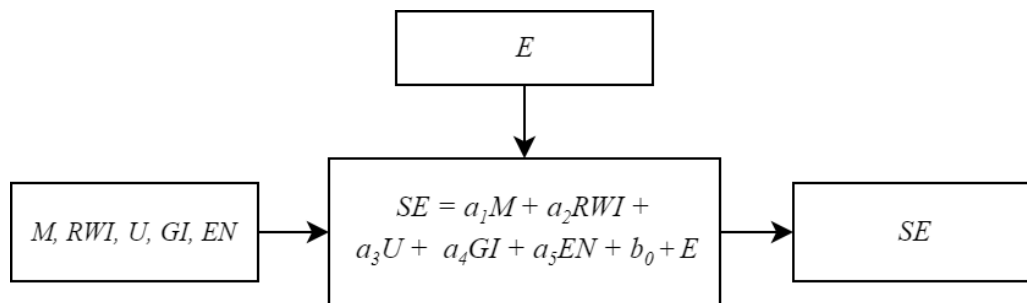 E
M, RWI, U, GI, EN
SE = a₁M + a₂RWI +
a₃U + a₄GI + a₅EN + b₀ + E
SE